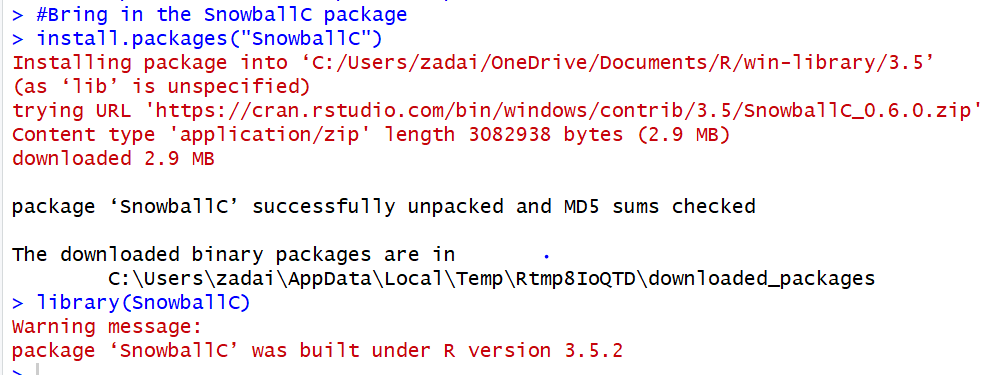 > #Bring in the SnowballC package
> install.packages("SnowballC")
Installing package into ‘C:/Users/zadai/OneDrive/Documents/R/win-library/3.5’
(as ‘lib’ is unspecified)
trying URL 'https://cran.rstudio.com/bin/windows/contrib/3.5/SnowballC_0.6.0.zip'
Content type 'application/zip' length 3082938 bytes (2.9 MB)
downloaded 2.9 MB
package ‘SnowballC’ successfully unpacked and MD5 sums checked
The downloaded binary packages are in
C:\Users\zadai\AppData\Local\Temp\Rtmp8IoQTD\downloaded_packages
> library(SnowballC)
Warning message:
package ‘SnowballC’ was built under R version 3.5.2
>